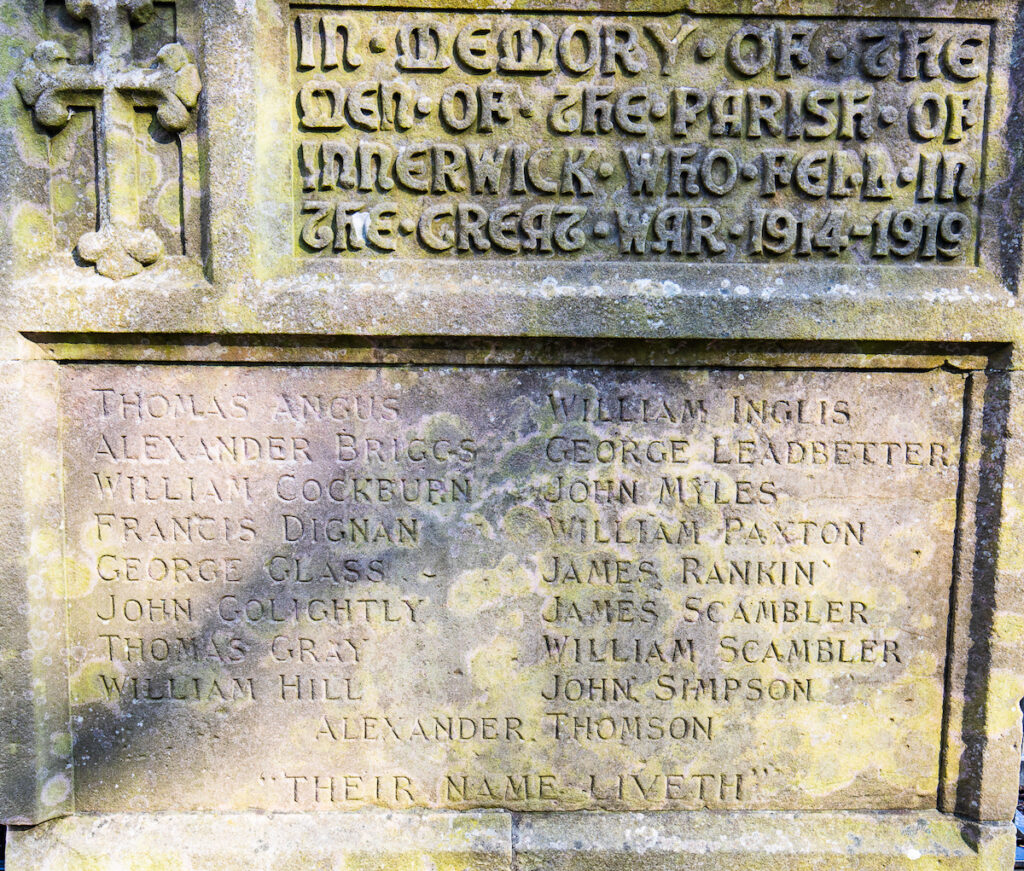 IN · MEMORY · OF · THE
MEN · OF · THE · PARISH · OF
INNERWICK · WHO · FELL · IN
THE · GREAT · WAR · 1914-1919
THOMAS ANGUS
ALEXANDER BRIGGS
WILLIAM COCKBURN
FRANCIS DIGNAN
GEORGE GLASS
JOHN GOLIGHTLY
THOMAS GRAY
WILLIAM HILL
WILLIAM INGLIS
GEORGE LEADBETTER
JOHN MYLES
WILLIAM PAXTON
JAMES RANKIN
JAMES SCAMBLER
WILLIAM SCAMBLER
JOHN SIMPSON
ALEXANDER THOMSON
"THEIR NAME LIVETH"